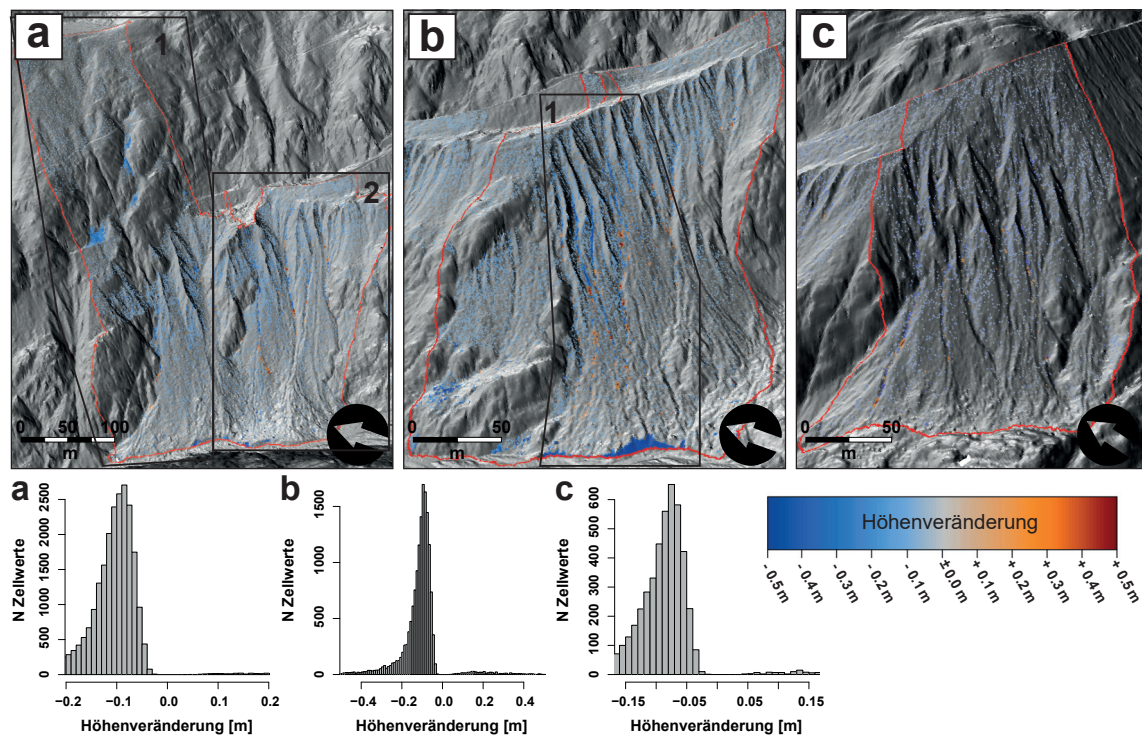 a
1
2
0 50 100
m
b
1
0 50
m
c
0 50
m
a
N Zellwerte
0 500 1000 1500 2000 2500
−0.2 −0.1 0.0 0.1 0.2
Höhenveränderung [m]
b
N Zellwerte
0 500 1000 1500
−0.4 −0.2 0.0 0.2 0.4
Höhenveränderung [m]
c
N Zellwerte
0 100 200 300 400 500 600
−0.15 −0.05 0.05 0.15
Höhenveränderung [m]
Höhenveränderung
- 0.5 m
- 0.4 m
- 0.3 m
- 0.2 m
- 0.1 m
± 0.0 m
+ 0.1 m
+ 0.2 m
+ 0.3 m
+ 0.4 m
+ 0.5 m